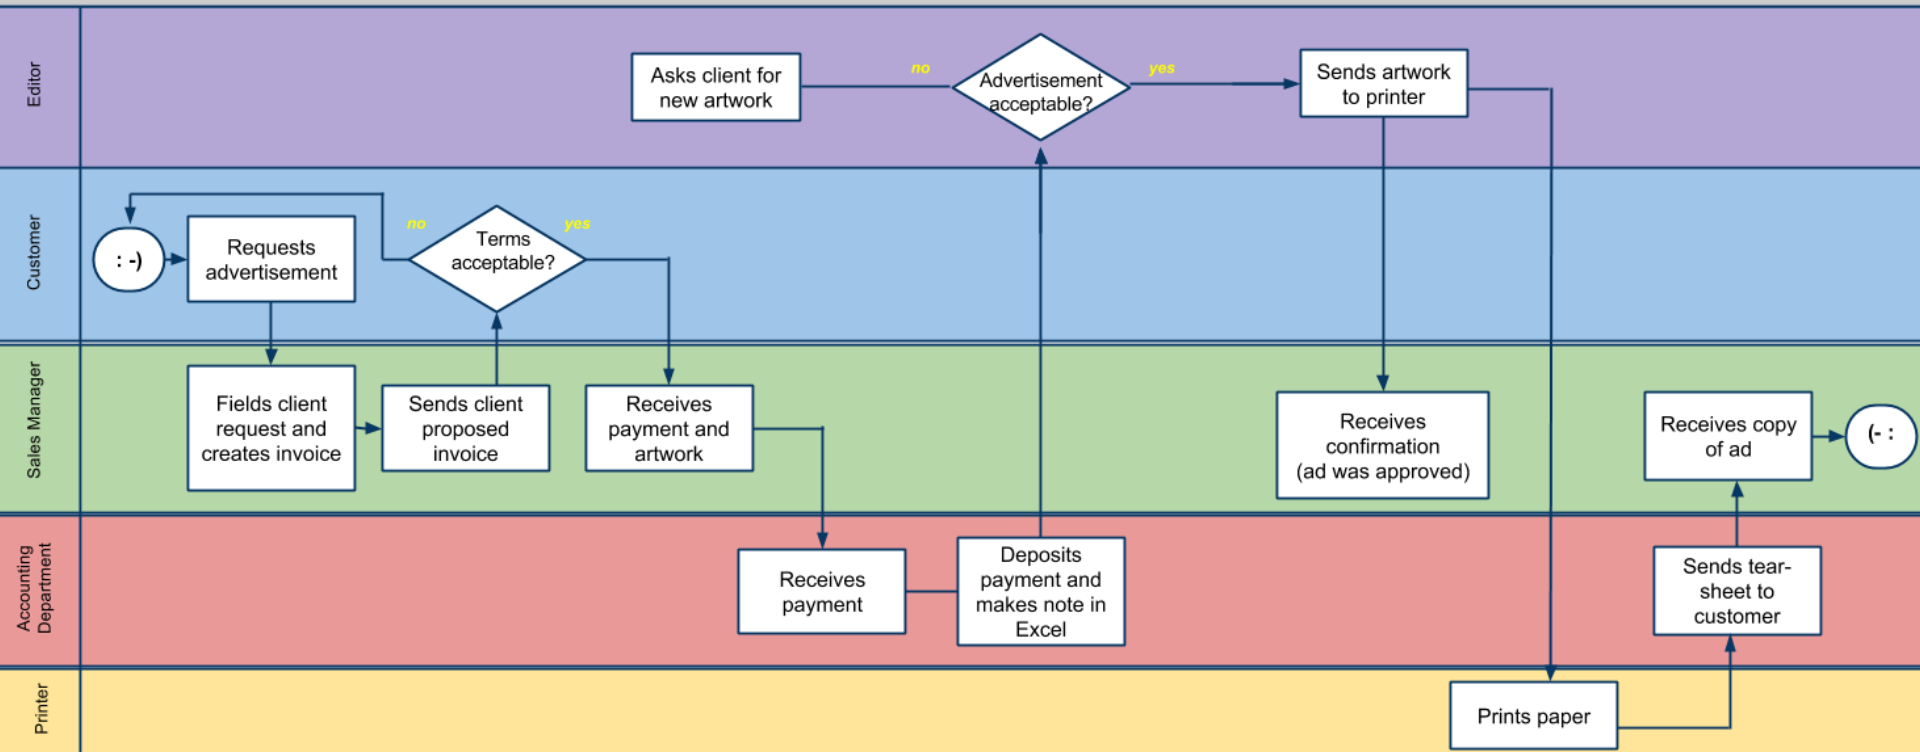 Editor
Asks client for
new artwork
no
Advertisement
acceptable?
yes
Sends artwork
to printer
Customer
: -)
Requests
advertisement
no
Terms
acceptable?
yes
Sales Manager
Fields client
request and
creates invoice
Sends client
proposed
invoice
Receives
payment and
artwork
Receives
confirmation
(ad was approved)
Receives copy
of ad
(- :
Accounting
Department
Receives
payment
Deposits
payment and
makes note in
Excel
Sends tear-
sheet to
customer
Printer
Prints paper